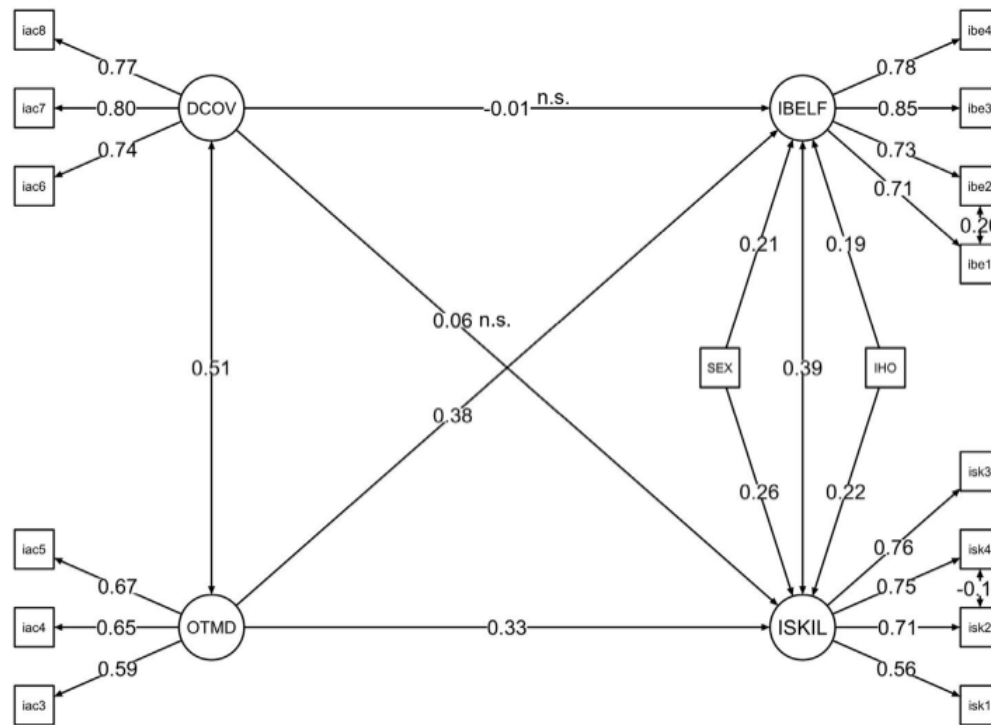 iac8
ibe4
0.77
0.78
iac7
0.80
DCOV
-0.01
n.s.
IBELF
0.85
ibe3
0.74
0.73
iac6
0.71
ibe2
0.21
0.19
ibe1
0.06 n.s.
0.51
SEX
0.39
IHO
0.38
isk3
0.26
0.22
iac5
0.76
isk4
0.67
0.75
iac4
0.65
OTMD
0.33
ISKIL
0.71
isk2
0.59
0.56
iac3
isk1